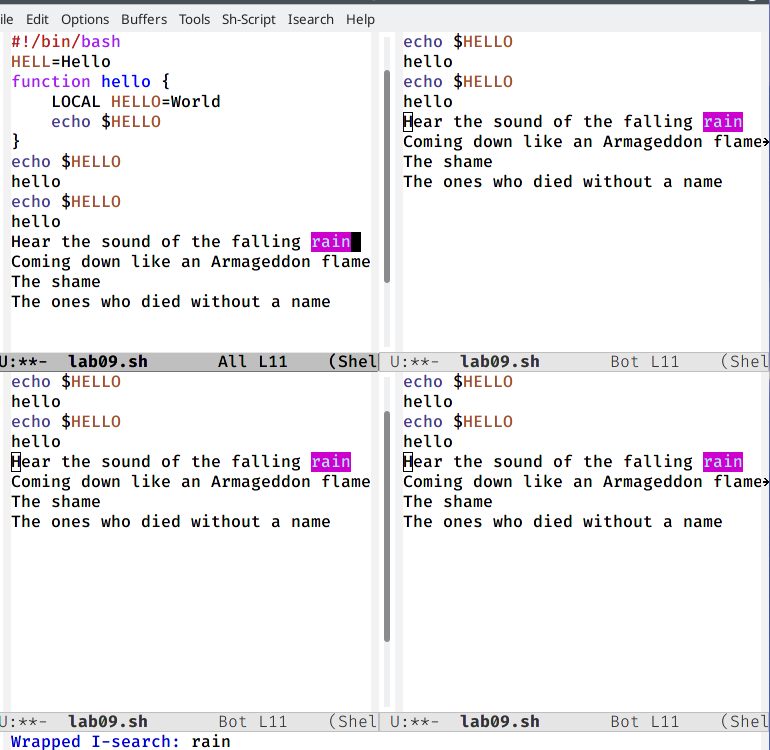 ile Edit Options Buffers Tools Sh-Script Isearch Help
#!/bin/bash
HELL=Hello
function hello {
    LOCAL HELLO=World
    echo $HELLO
}
echo $HELLO
hello
echo $HELLO
hello
Hear the sound of the falling rain
Coming down like an Armageddon flame
The shame
The ones who died without a name
U:**-  lab09.sh       All L11    (Shel
echo $HELLO
hello
echo $HELLO
hello
Hear the sound of the falling rain
Coming down like an Armageddon flame
The shame
The ones who died without a name
U:**-  lab09.sh       Bot L11    (Shel
echo $HELLO
hello
echo $HELLO
hello
Hear the sound of the falling rain
Coming down like an Armageddon flame
The shame
The ones who died without a name
U:**-  lab09.sh       Bot L11    (Shel
echo $HELLO
hello
echo $HELLO
hello
Hear the sound of the falling rain
Coming down like an Armageddon flame
The shame
The ones who died without a name
U:**-  lab09.sh       Bot L11    (Shel
Wrapped I-search: rain